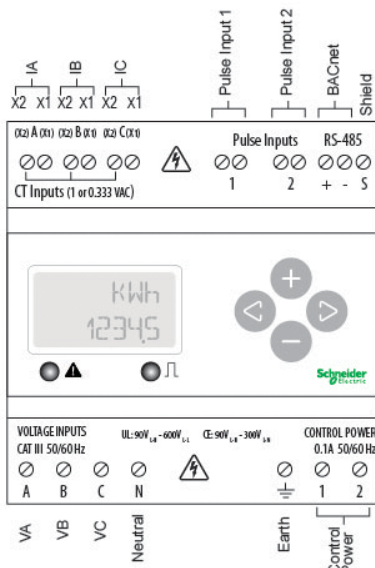 IA IB IC Pulse Input 1 Pulse Input 2 BACnet Shield
X2 X1 X2 X1 X2 X1
(X2) A (X1) (X2) B (X1) (X2) C (X1) Pulse Inputs RS-485
CT Inputs (1 or 0.333 VAC) 1 2 + - S
kWh
1234.5
Schneider
Electric
VOLTAGE INPUTS UL: 90V L-N - 600V L-L CE: 90V L-N - 300V L-N CONTROL POWER
CAT III 50/60 Hz 0.1A 50/60 Hz
A B C N 1 2
VA VB VC Neutral Earth Control
Power